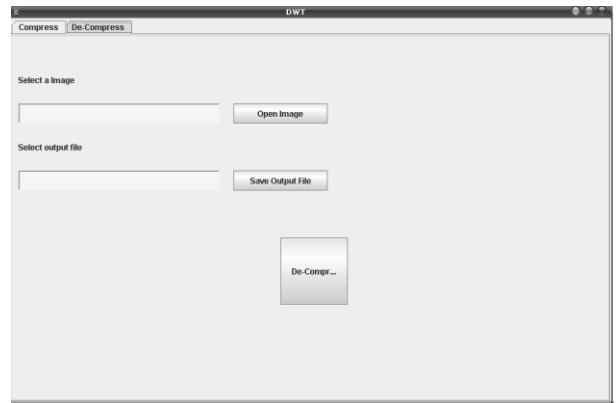 DWT
Compress De-Compress
Select a Image
Open Image
Select output file
Save Output File
De-Compr...